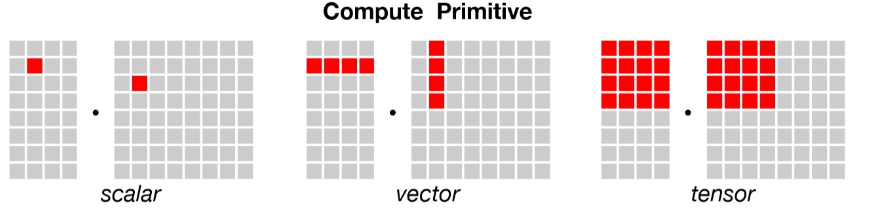 Compute Primitive
scalar
vector
tensor